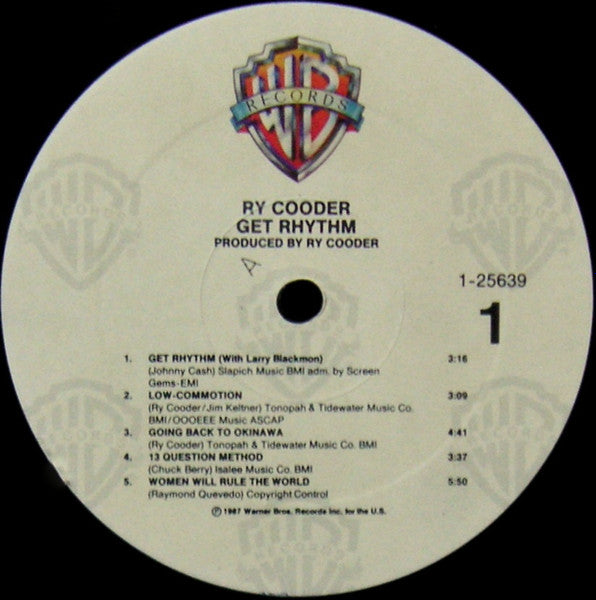 WB
RECORDS
RY COODER
GET RHYTHM
PRODUCED BY RY COODER
A
1-25639
1
1. GET RHYTHM (With Larry Blackmon) 3:16
(Johnny Cash) Slapich Music BMI adm. by Screen
Gems-EMI
2. LOW-COMMOTION 3:09
(Ry Cooder/Jim Keltner) Tonopah & Tidewater Music Co.
BMI/OOOEEE Music ASCAP
3. GOING BACK TO OKINAWA 4:41
(Ry Cooder) Tonopah & Tidewater Music Co. BMI
4. 13 QUESTION METHOD 3:37
(Chuck Berry) Isalee Music Co. BMI
5. WOMEN WILL RULE THE WORLD 5:50
(Raymond Quevedo) Copyright Control
℗ 1987 Warner Bros. Records Inc. for the U.S.